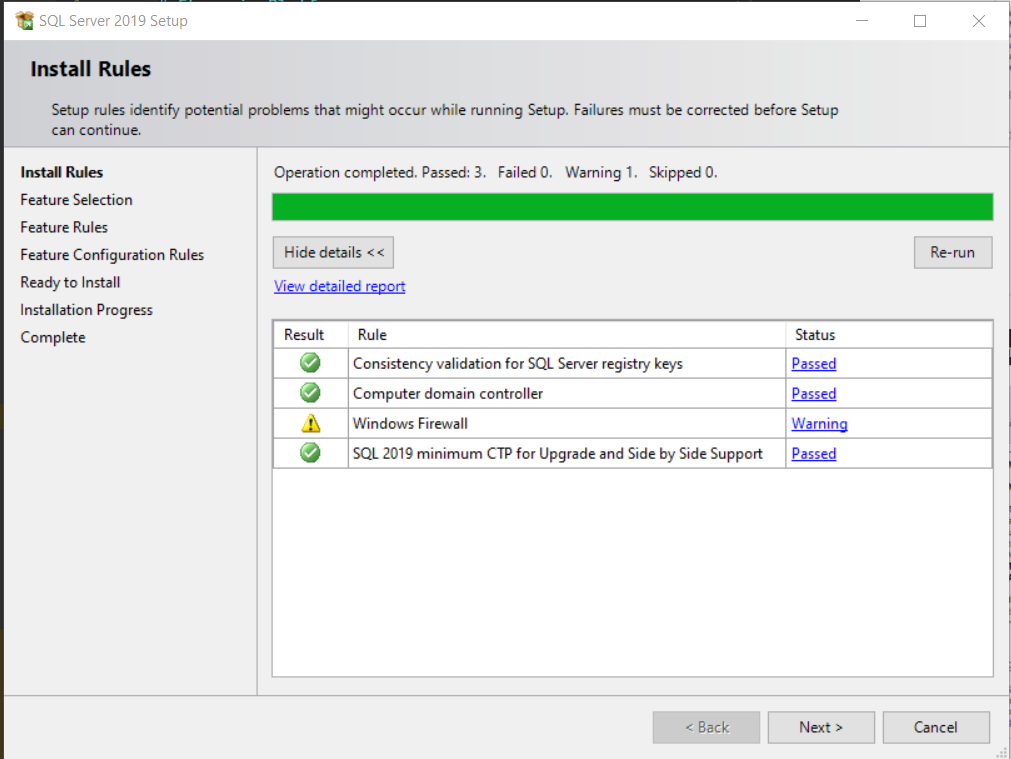 SQL Server 2019 Setup
Install Rules
Setup rules identify potential problems that might occur while running Setup. Failures must be corrected before Setup
can continue.
Install Rules
Feature Selection
Feature Rules
Feature Configuration Rules
Ready to Install
Installation Progress
Complete
Operation completed. Passed: 3.   Failed 0.   Warning 1.   Skipped 0.
Hide details <<
Re-run
View detailed report
Result Rule Status
Consistency validation for SQL Server registry keys Passed
Computer domain controller Passed
Windows Firewall Warning
SQL 2019 minimum CTP for Upgrade and Side by Side Support Passed
< Back Next > Cancel